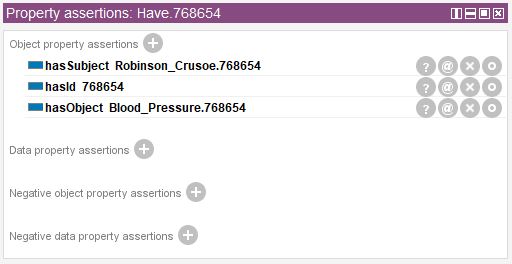 Property assertions: Have.768654
Object property assertions
hasSubject Robinson_Crusoe.768654
hasId 768654
hasObject Blood_Pressure.768654
Data property assertions
Negative object property assertions
Negative data property assertions